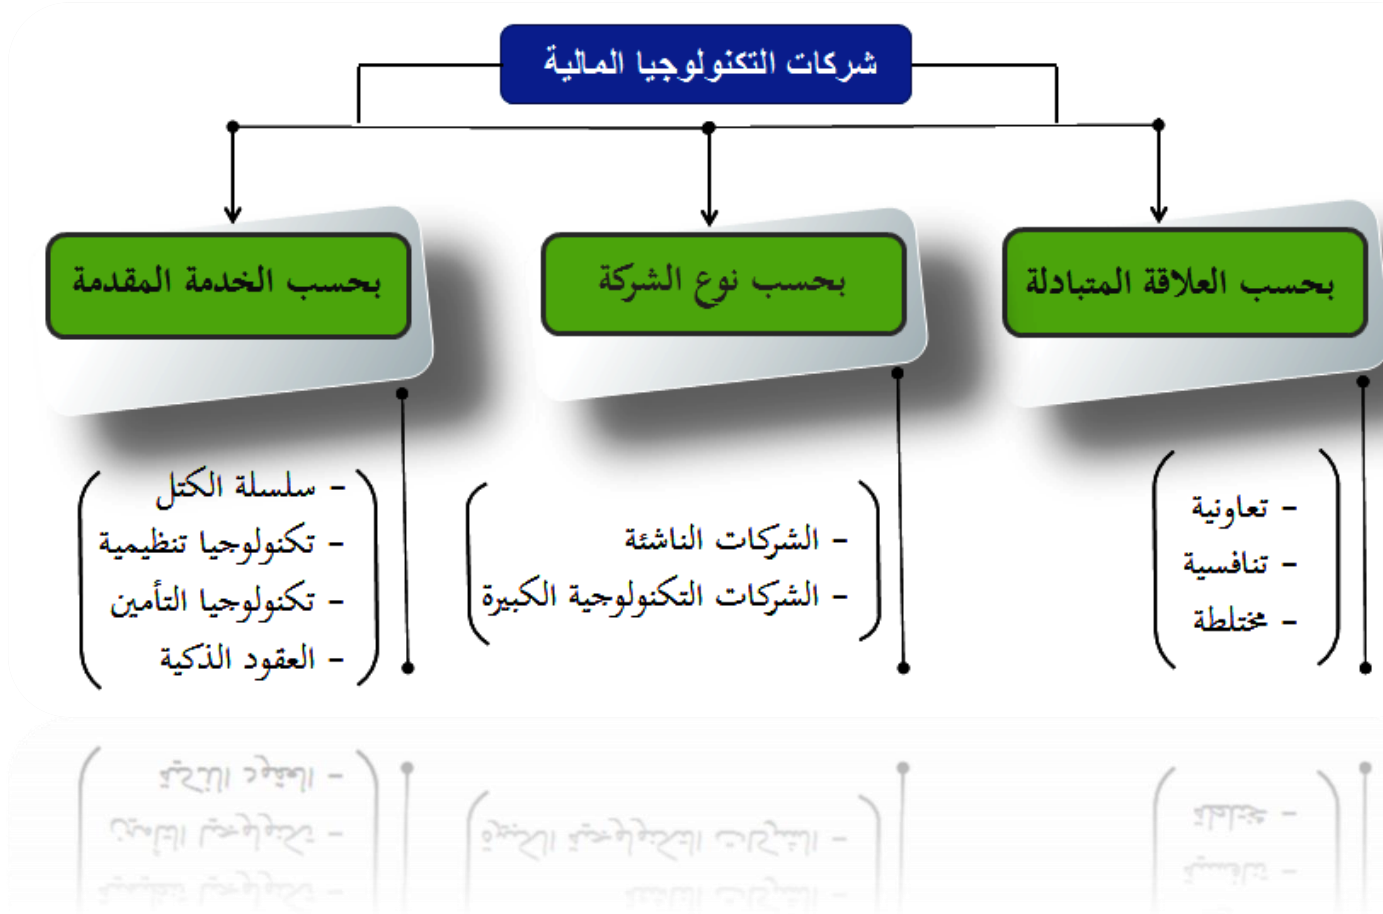 شركات التكنولوجيا المالية
بحسب العلاقة المتبادلة
- تعاونية
- تنافسية
- مختلطة
بحسب نوع الشركة
- الشركات الناشئة
- الشركات التكنولوجية الكبيرة
بحسب الخدمة المقدمة
- سلسلة الكتل
- تكنولوجيا تنظيمية
- تكنولوجيا التأمين
- العقود الذكية